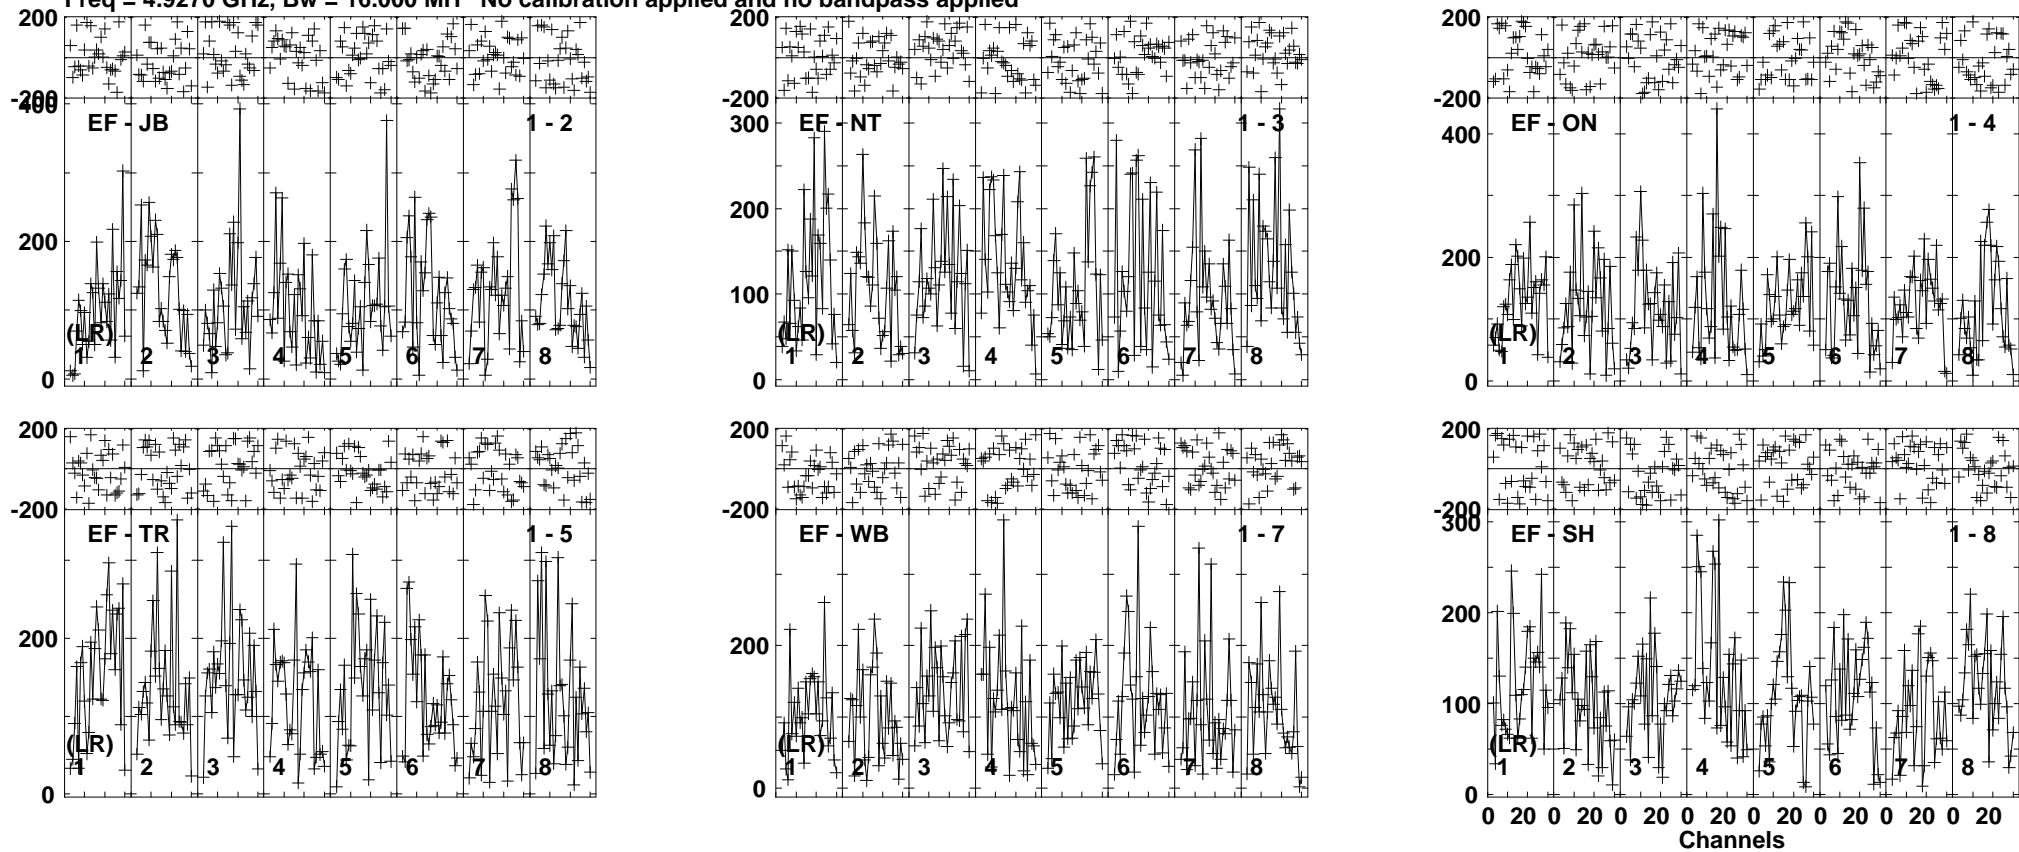 Freq = 4.9270 GHz, Bw = 16.000 MH No calibration applied and no bandpass applied
200
-200
400
200
0
EF - JB
1 - 2
(LR)
1 2 3 4 5 6 7 8
200
-200
300
200
100
0
EF - NT
1 - 3
(LR)
1 2 3 4 5 6 7 8
200
-200
400
200
0
EF - ON
1 - 4
(LR)
1 2 3 4 5 6 7 8
200
-200
200
0
EF - TR
1 - 5
(LR)
1 2 3 4 5 6 7 8
200
-200
200
0
EF - WB
1 - 7
(LR)
1 2 3 4 5 6 7 8
200
-200
300
200
100
0
EF - SH
1 - 8
(LR)
1 2 3 4 5 6 7 8
0 20 0 20 0 20 0 20 0 20 0 20 0 20 0 20
Channels